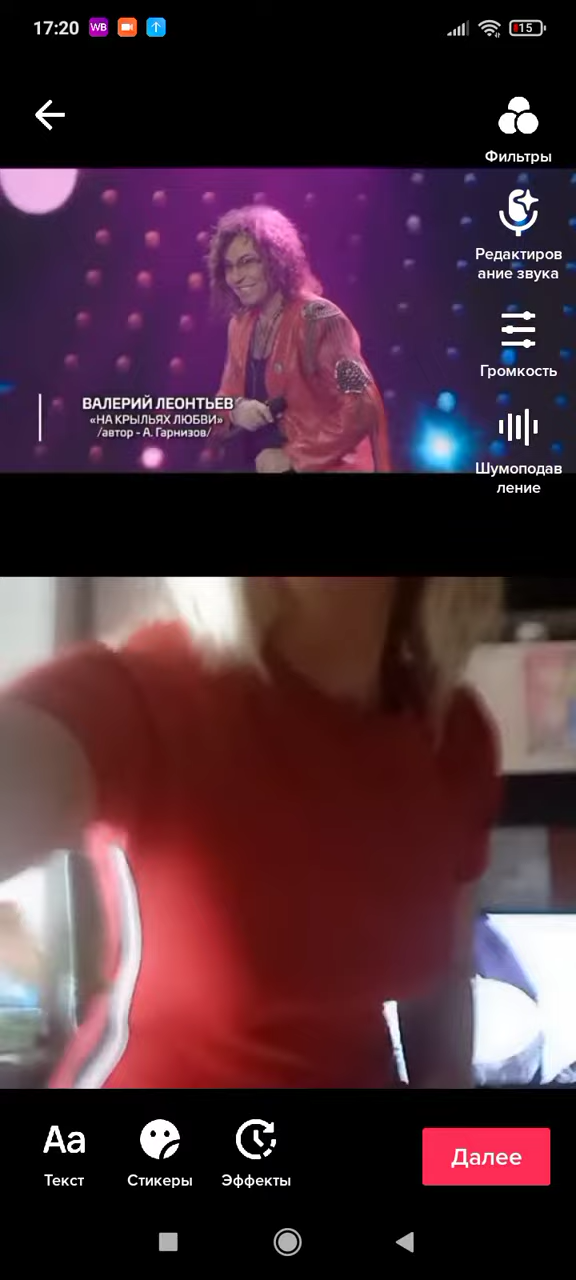 17:20
WB
15
Фильтры
Редактиров
ание звука
Громкость
Шумоподав
ление
ВАЛЕРИЙ ЛЕОНТЬЕВ
«НА КРЫЛЬЯХ ЛЮБВИ»
/автор - А. Гарнизов/
Aa
Текст
Стикеры
Эффекты
Далее